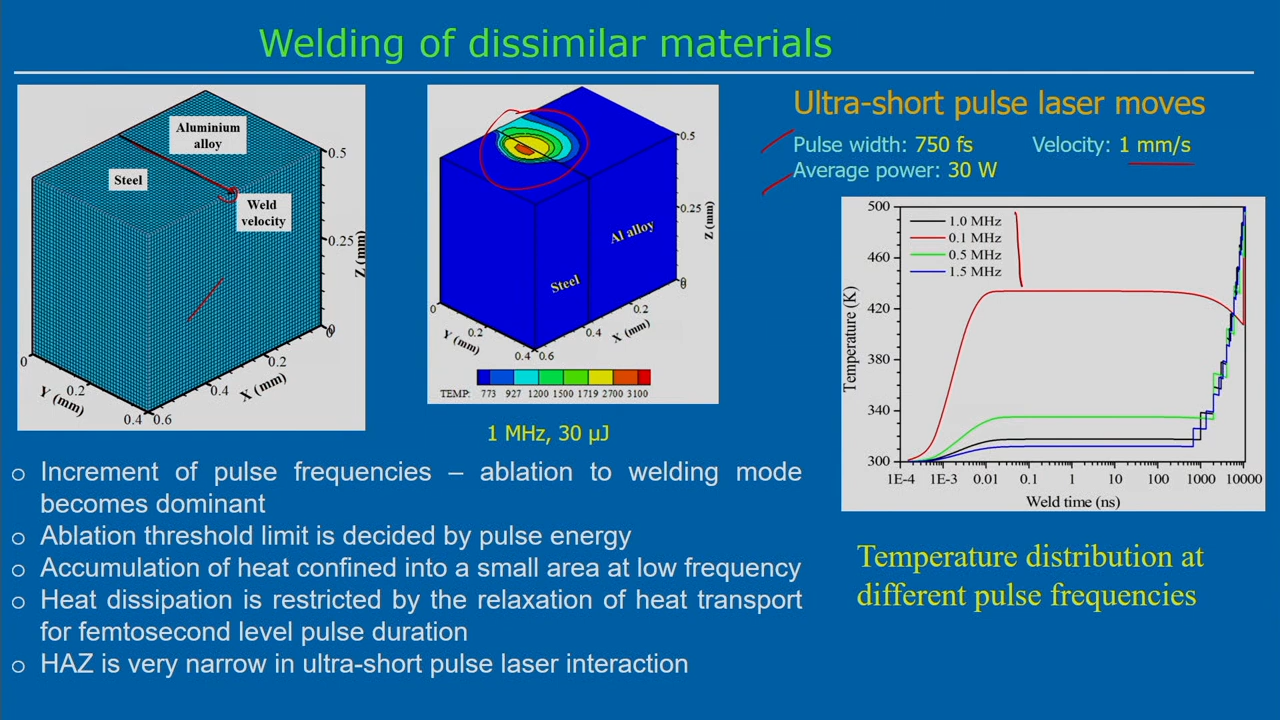 Welding of dissimilar materials
Aluminium
alloy
Steel
Weld
velocity
0.5
0.25
0
Z (mm)
0
0.2
0.4
Y (mm)
0.6
0.4
0.2
X (mm)
0.5
0.25
0
Z (mm)
Al alloy
Steel
0
0.2
0.4
Y (mm)
0.6
0.4
0.2
X (mm)
TEMP: 773 927 1200 1500 1719 2700 3100
1 MHz, 30 µJ
Ultra-short pulse laser moves
Pulse width: 750 fs Velocity: 1 mm/s
Average power: 30 W
500
460
420
380
340
300
Temperature (K)
1.0 MHz
0.1 MHz
0.5 MHz
1.5 MHz
1E-4 1E-3 0.01 0.1 1 10 100 1000 10000
Weld time (ns)
Temperature distribution at
different pulse frequencies
o Increment of pulse frequencies – ablation to welding mode
becomes dominant
o Ablation threshold limit is decided by pulse energy
o Accumulation of heat confined into a small area at low frequency
o Heat dissipation is restricted by the relaxation of heat transport
for femtosecond level pulse duration
o HAZ is very narrow in ultra-short pulse laser interaction